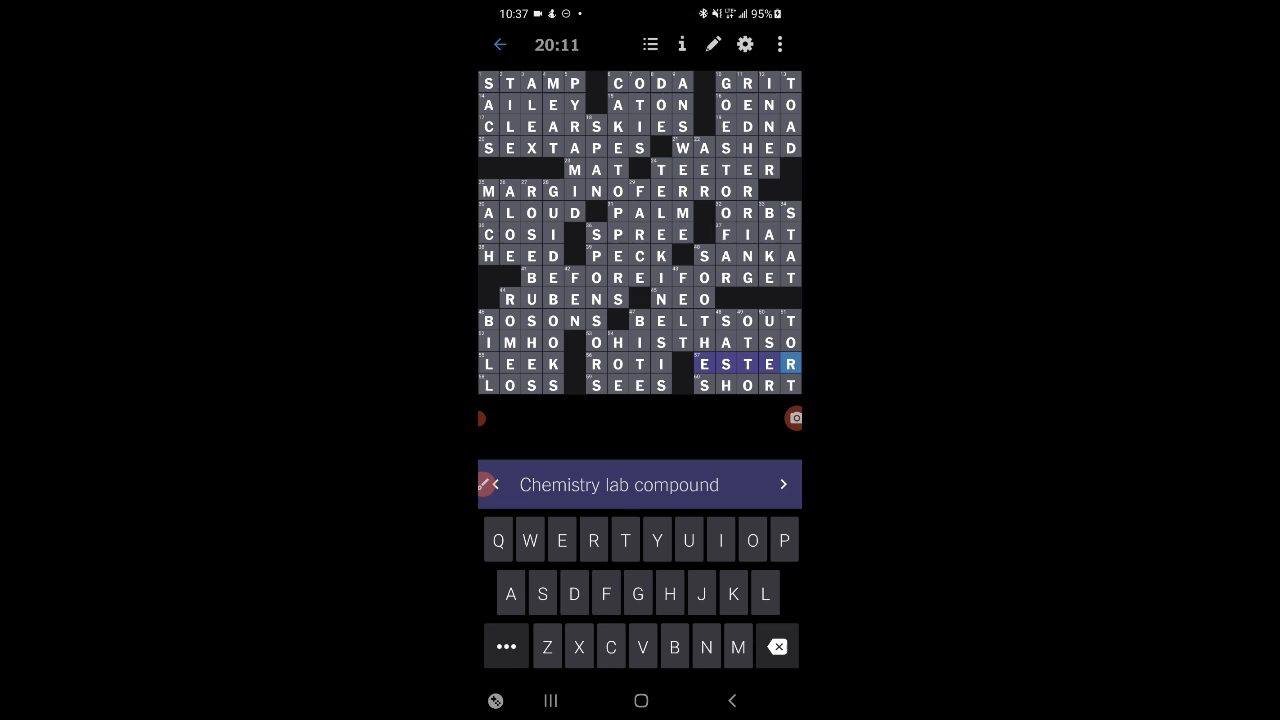 10:37 95%
20:11
STAMP CODA GRIT
AILEY ATON OENO
CLEARSKIES EDNA
SEXTAPES WASHED
MAT TEETER
MARGINOFERROR
ALOUD PALM ORBS
COSI SPREE FIAT
HEED PECK SANKA
BEFOREIFORGET
RUBENS NEO
BOSONS BELTSOUT
IMHO OHISTHATSO
LEEK ROTI ESTER
LOSS SEES SHORT
Chemistry lab compound
Q W E R T Y U I O P
A S D F G H J K L
Z X C V B N M